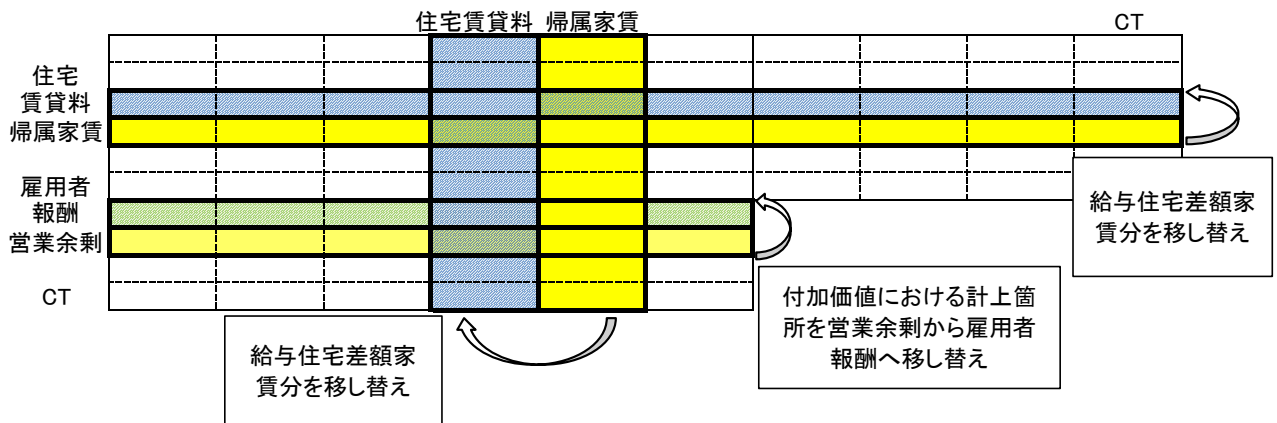 住宅賃貸料 帰属家賃 CT
住宅
賃貸料
帰属家賃
雇用者
報酬
営業余剰
CT
給与住宅差額家
賃分を移し替え
付加価値における計上箇
所を営業余剰から雇用者
報酬へ移し替え
給与住宅差額家
賃分を移し替え